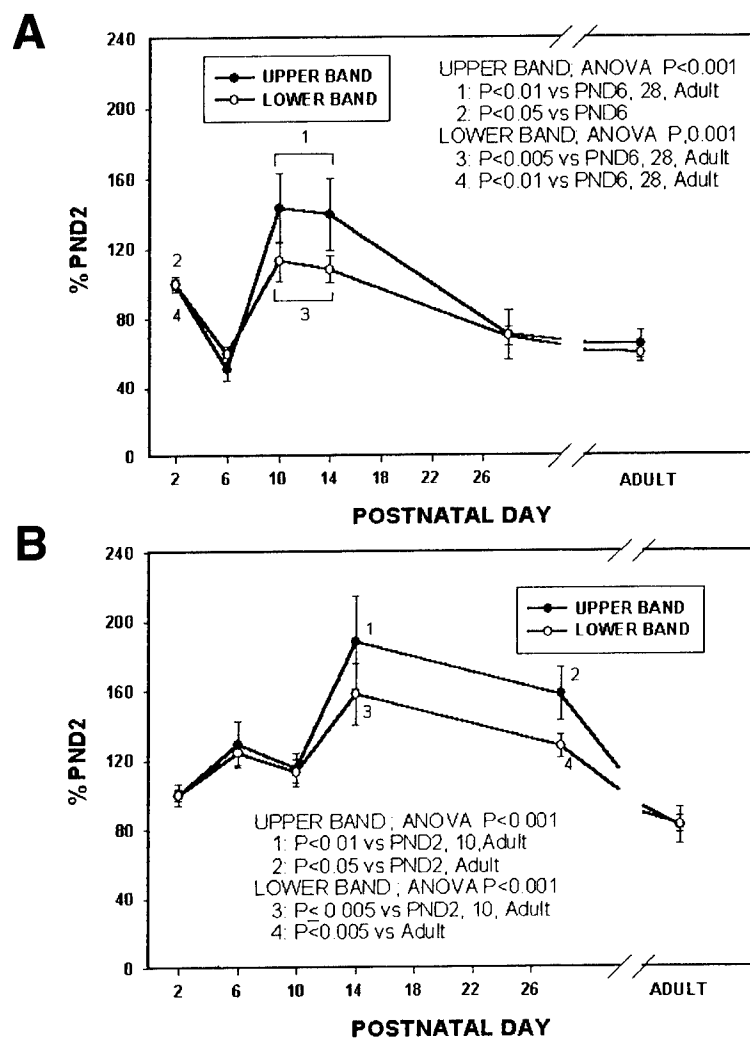 A
240
200
160
120
80
40
0
% PND2
UPPER BAND
LOWER BAND
UPPER BAND; ANOVA P<0.001
1: P<0.01 vs PND6, 28, Adult
2: P<0.05 vs PND6
LOWER BAND; ANOVA P,0.001
3: P<0.005 vs PND6, 28, Adult
4: P<0.01 vs PND6, 28, Adult
1
2
4
3
2 6 10 14 18 22 26 ADULT
POSTNATAL DAY
B
240
200
160
120
80
40
0
% PND2
UPPER BAND
LOWER BAND
1
2
3
4
UPPER BAND; ANOVA P<0.001
1: P<0.01 vs PND2, 10,Adult
2: P<0.05 vs PND2, Adult
LOWER BAND; ANOVA P<0.001
3: P≤ 0.005 vs PND2, 10, Adult
4: P<0.005 vs Adult
2 6 10 14 18 22 26 ADULT
POSTNATAL DAY